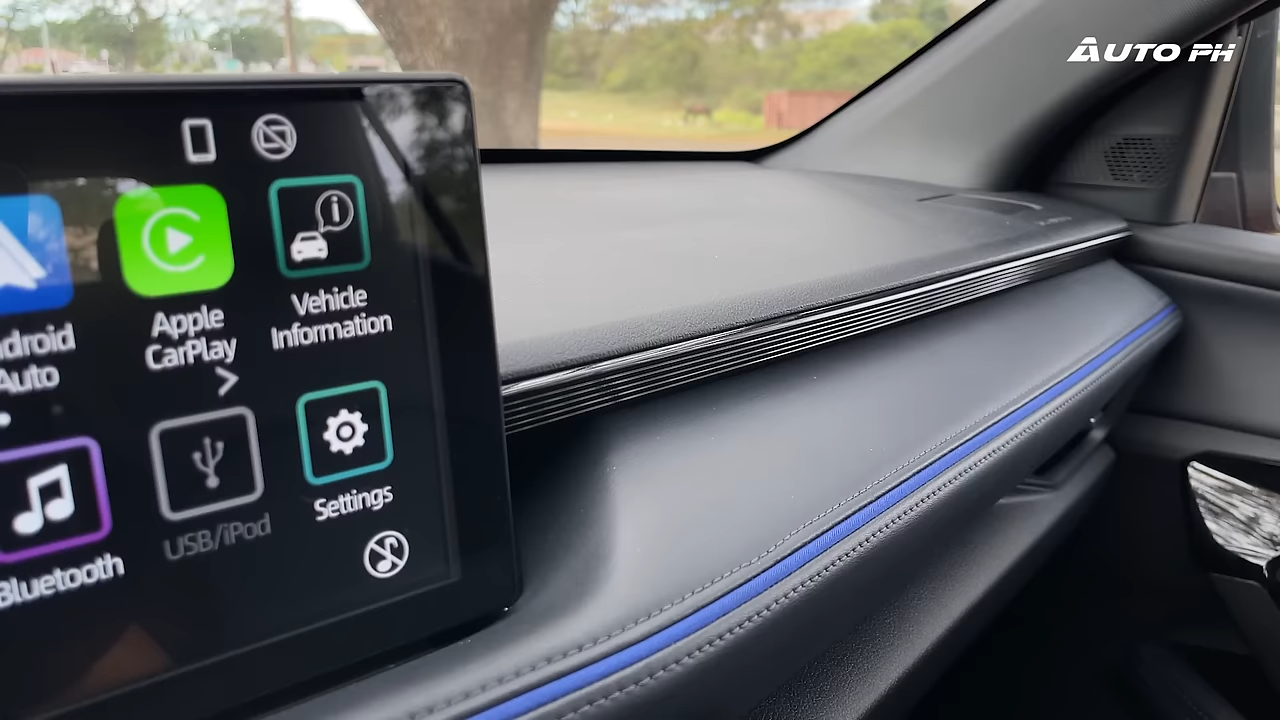 AUTO PH
Vehicle
Information
Apple
CarPlay
ndroid
Auto
Settings
USB/iPod
Bluetooth